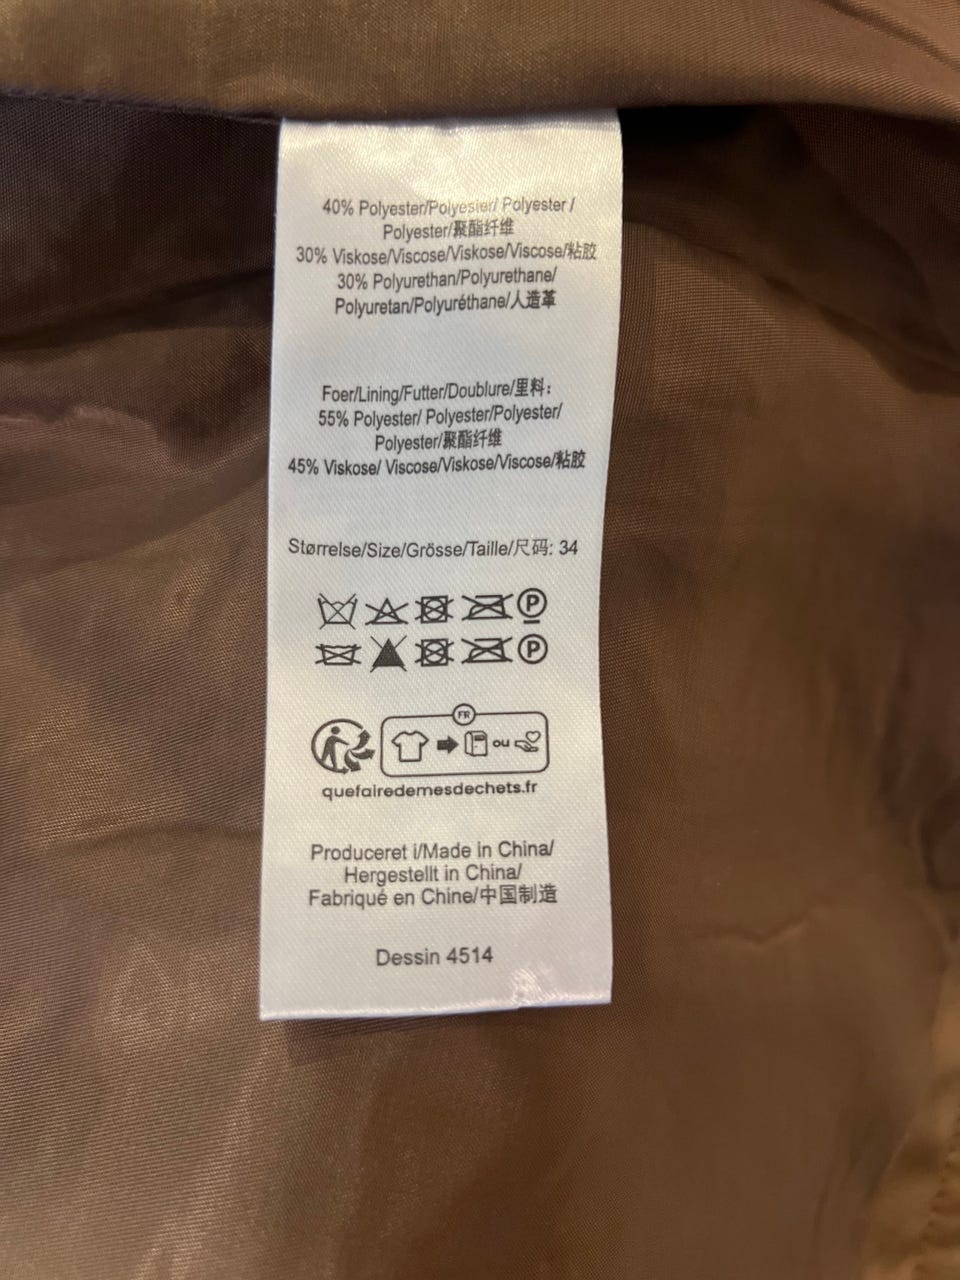 40% Polyester/Polyester/ Polyester /
Polyester/聚酯纤维
30% Viskose/Viscose/Viskose/Viscose/粘胶
30% Polyurethan/Polyurethane/
Polyuretan/Polyuréthane/人造革
Foer/Lining/Futter/Doublure/里料:
55% Polyester/ Polyester/Polyester/
Polyester/聚酯纤维
45% Viskose/ Viscose/Viskose/Viscose/粘胶
Størrelse/Size/Grösse/Taille/尺码: 34
P
P
FR
ou
quefairedemesdechets.fr
Produceret i/Made in China/
Hergestellt in China/
Fabriqué en Chine/中国制造
Dessin 4514